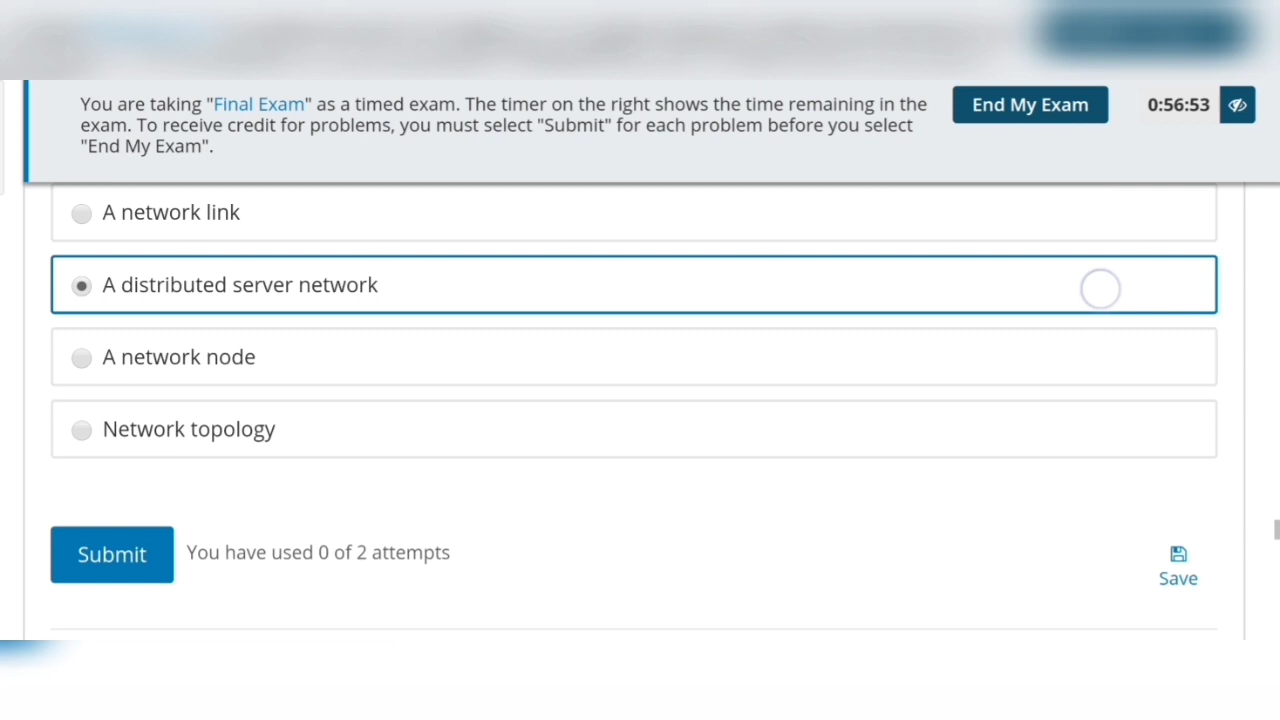 You are taking "Final Exam" as a timed exam. The timer on the right shows the time remaining in the
exam. To receive credit for problems, you must select "Submit" for each problem before you select
"End My Exam".
End My Exam
0:56:53
A network link
A distributed server network
A network node
Network topology
Submit
You have used 0 of 2 attempts
Save